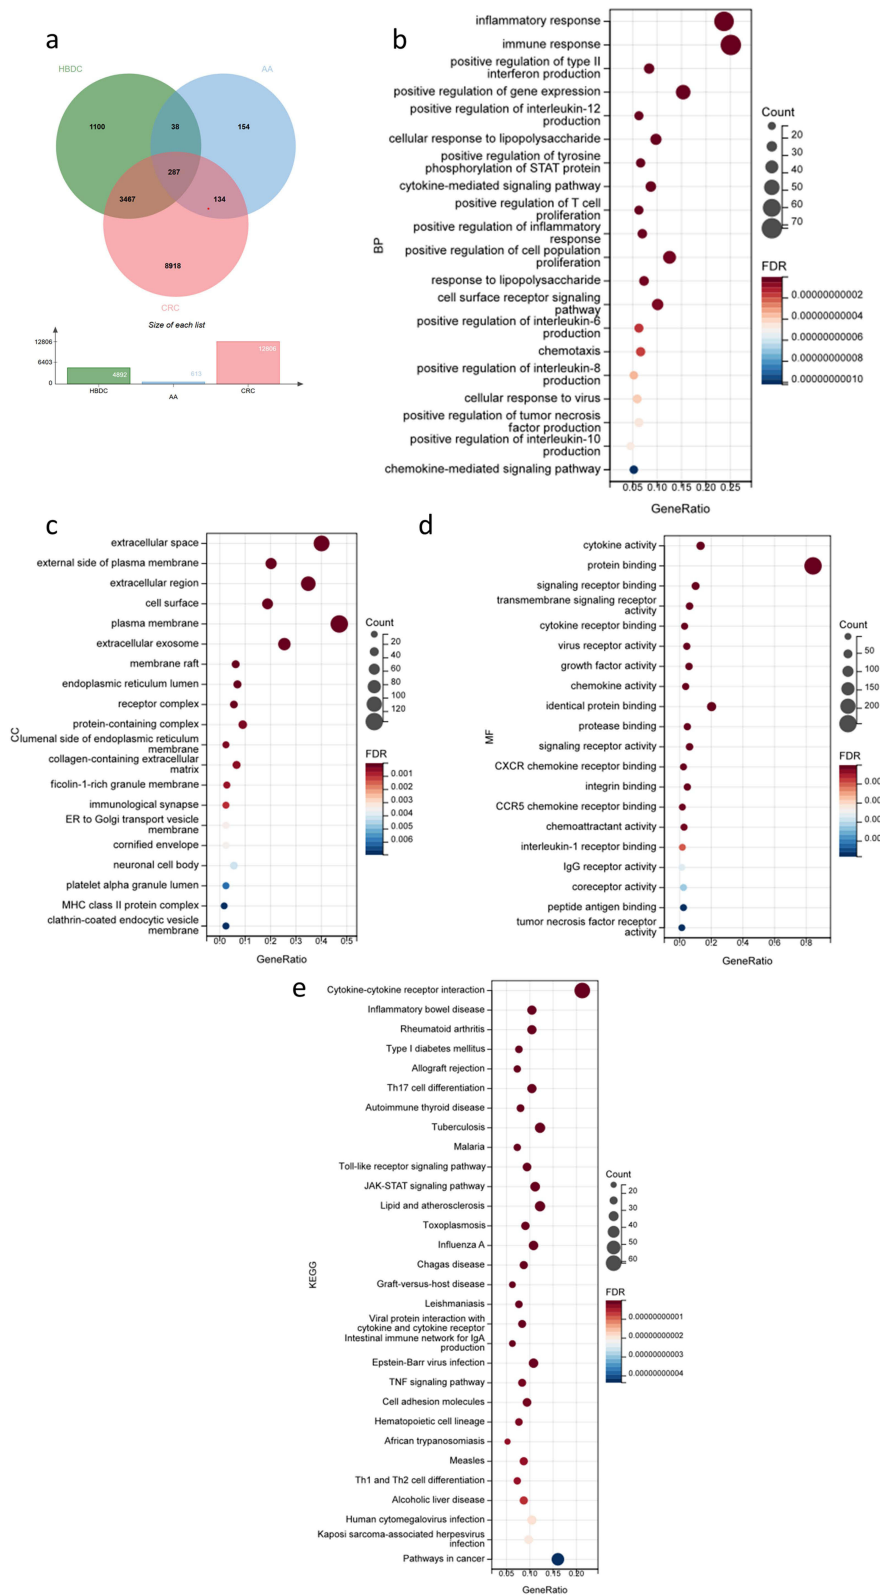 a
HBDC
AA
1100
38
154
287
3467
134
8918
CRC
Size of each list
12806
6403
0
4892
613
12806
HBDC
AA
CRC
b
inflammatory response
immune response
positive regulation of type II
interferon production
positive regulation of gene expression
positive regulation of interleukin-12
production
cellular response to lipopolysaccharide
positive regulation of tyrosine
phosphorylation of STAT protein
cytokine-mediated signaling pathway
positive regulation of T cell
proliferation
positive regulation of inflammatory
response
positive regulation of cell population
proliferation
response to lipopolysaccharide
cell surface receptor signaling
pathway
positive regulation of interleukin-6
production
chemotaxis
positive regulation of interleukin-8
production
cellular response to virus
positive regulation of tumor necrosis
factor production
positive regulation of interleukin-10
production
chemokine-mediated signaling pathway
BP
0.05 0.10 0.15 0.20 0.25
GeneRatio
Count
20
30
40
50
60
70
FDR
0.00000000002
0.00000000004
0.00000000006
0.00000000008
0.00000000010
c
extracellular space
external side of plasma membrane
extracellular region
cell surface
plasma membrane
extracellular exosome
membrane raft
endoplasmic reticulum lumen
receptor complex
protein-containing complex
lumenal side of endoplasmic reticulum
membrane
collagen-containing extracellular
matrix
ficolin-1-rich granule membrane
immunological synapse
ER to Golgi transport vesicle
membrane
cornified envelope
neuronal cell body
platelet alpha granule lumen
MHC class II protein complex
clathrin-coated endocytic vesicle
membrane
CC
0.0 0.1 0.2 0.3 0.4 0.5
GeneRatio
Count
20
40
60
80
100
120
FDR
0.001
0.002
0.003
0.004
0.005
0.006
d
cytokine activity
protein binding
signaling receptor binding
transmembrane signaling receptor
activity
cytokine receptor binding
virus receptor activity
growth factor activity
chemokine activity
identical protein binding
protease binding
signaling receptor activity
CXCR chemokine receptor binding
integrin binding
CCR5 chemokine receptor binding
chemoattractant activity
interleukin-1 receptor binding
IgG receptor activity
coreceptor activity
peptide antigen binding
tumor necrosis factor receptor
activity
MF
0.0 0.2 0.4 0.6 0.8
GeneRatio
Count
50
100
150
200
FDR
e
Cytokine-cytokine receptor interaction
Inflammatory bowel disease
Rheumatoid arthritis
Type I diabetes mellitus
Allograft rejection
Th17 cell differentiation
Autoimmune thyroid disease
Tuberculosis
Malaria
Toll-like receptor signaling pathway
JAK-STAT signaling pathway
Lipid and atherosclerosis
Toxoplasmosis
Influenza A
Chagas disease
Graft-versus-host disease
Leishmaniasis
Viral protein interaction with
cytokine and cytokine receptor
Intestinal immune network for IgA
production
Epstein-Barr virus infection
TNF signaling pathway
Cell adhesion molecules
Hematopoietic cell lineage
African trypanosomiasis
Measles
Th1 and Th2 cell differentiation
Alcoholic liver disease
Human cytomegalovirus infection
Kaposi sarcoma-associated herpesvirus
infection
Pathways in cancer
KEGG
0.05 0.10 0.15 0.20
GeneRatio
Count
20
30
40
50
60
FDR
0.00000000001
0.00000000002
0.00000000003
0.00000000004